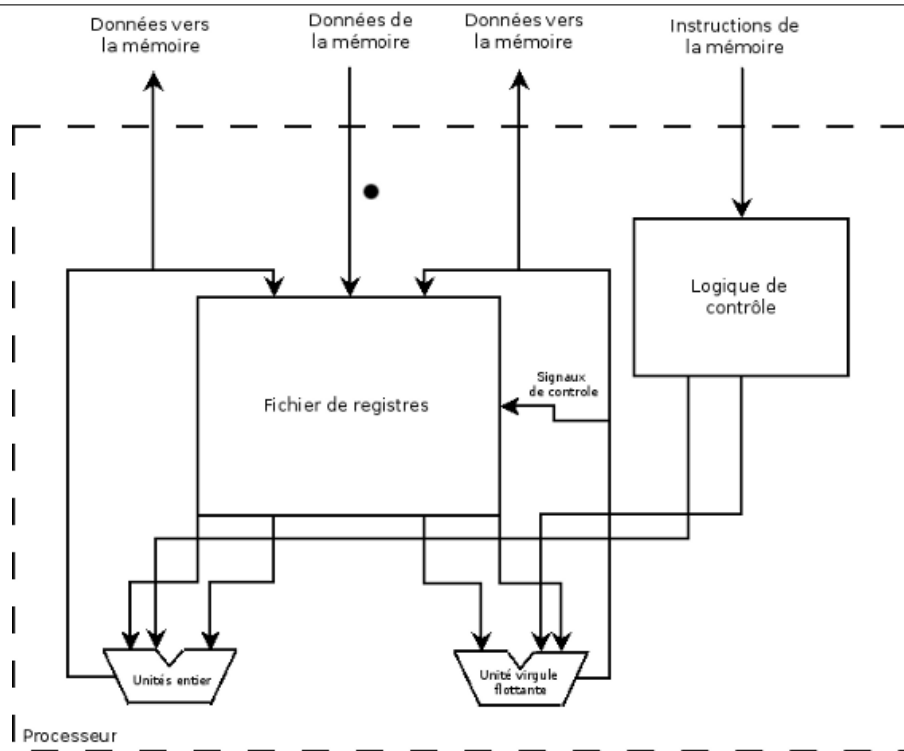 Données vers
la mémoire
Données de
la mémoire
Données vers
la mémoire
Instructions de
la mémoire
Logique de
contrôle
Signaux
de controle
Fichier de registres
Unités entier
Unité virgule
flottante
Processeur